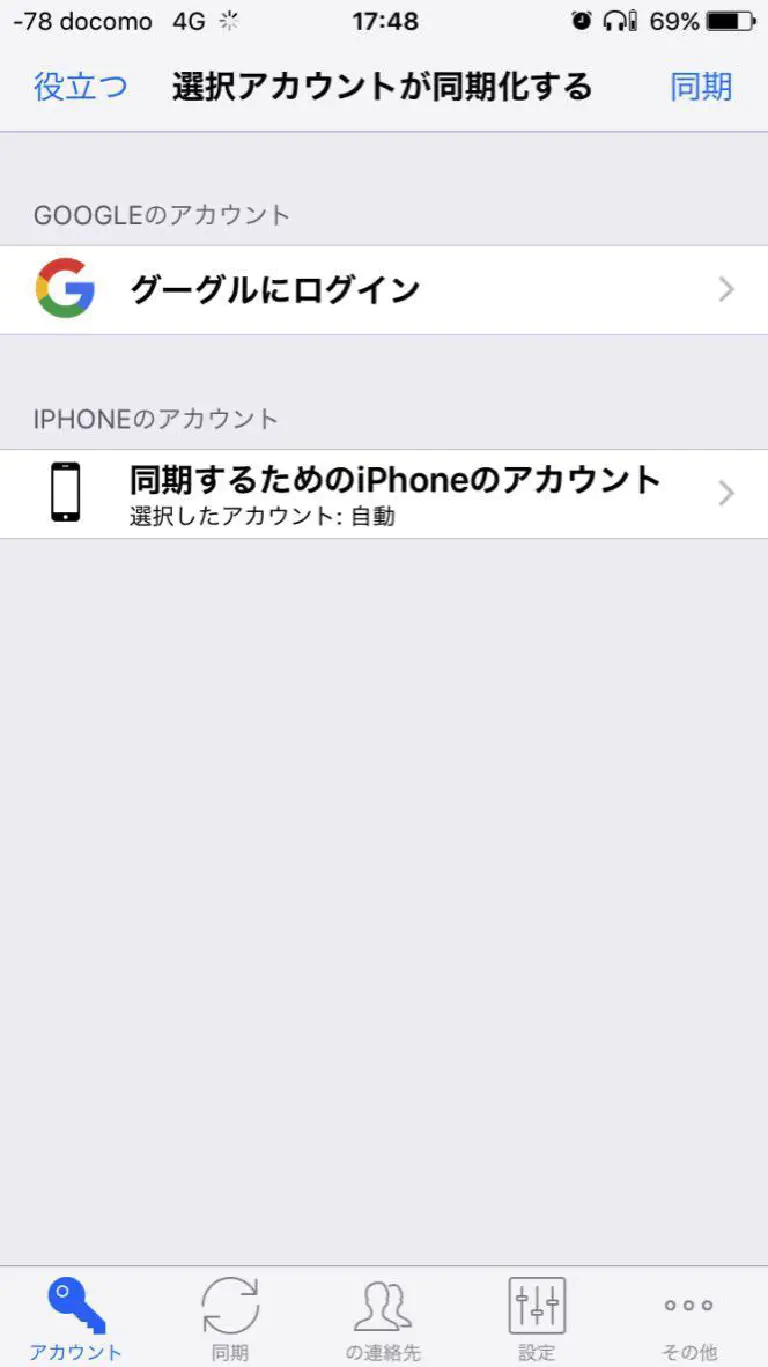 -78 docomo 4G 17:48 69%
役立つ 選択アカウントが同期化する 同期
GOOGLEのアカウント
グーグルにログイン
IPHONEのアカウント
同期するためのiPhoneのアカウント
選択したアカウント: 自動
アカウント 同期 の連絡先 設定 その他